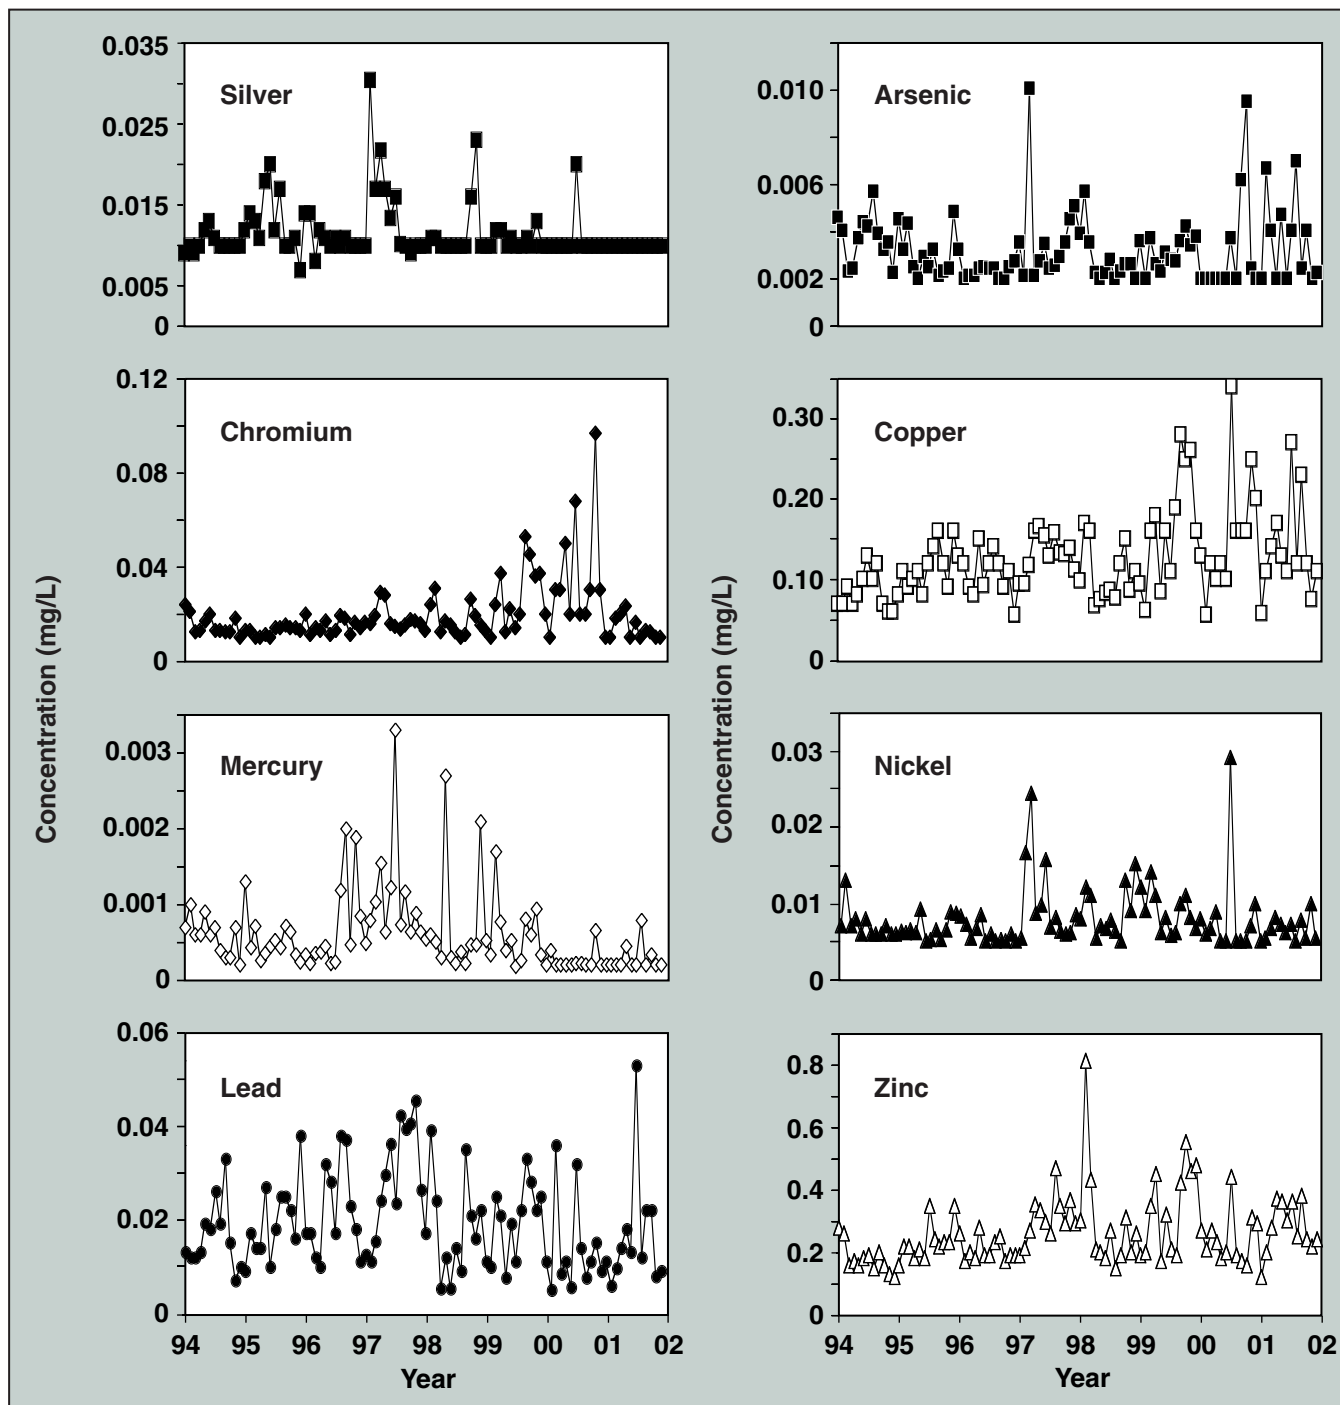 Silver
0.035
0.025
0.015
0.005
0
Arsenic
0.010
0.006
0.002
0
Chromium
0.12
0.08
0.04
0
Copper
0.30
0.20
0.10
0
Concentration (mg/L)
Concentration (mg/L)
Mercury
0.003
0.002
0.001
0
Nickel
0.03
0.02
0.01
0
Lead
0.06
0.04
0.02
0
94 95 96 97 98 99 00 01 02
Year
Zinc
0.8
0.6
0.4
0.2
0
94 95 96 97 98 99 00 01 02
Year